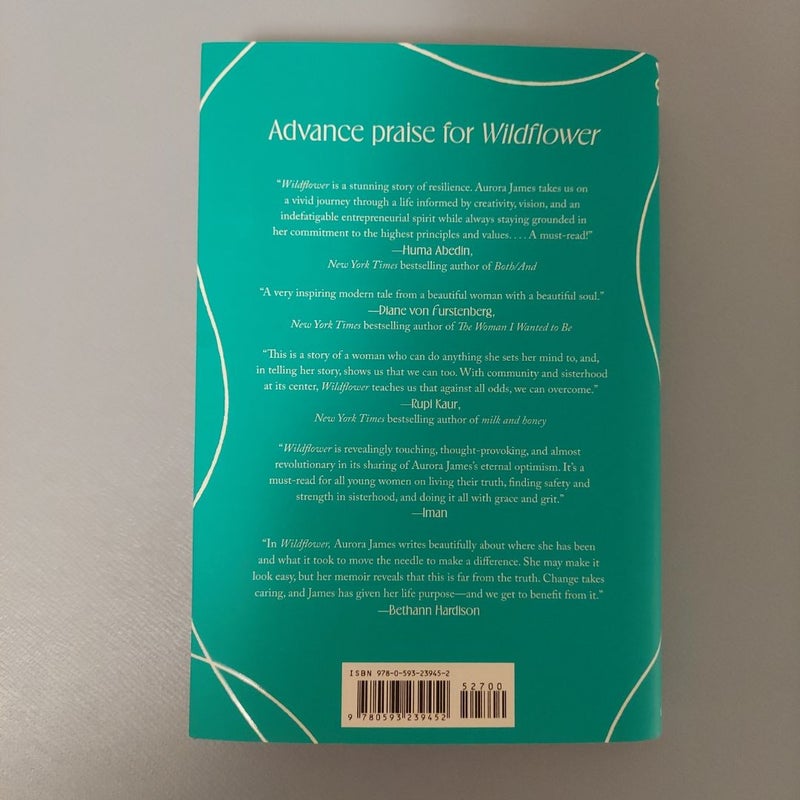 Advance praise for Wildflower
“Wildflower is a stunning story of resilience. Aurora James takes us on
a vivid journey through a life informed by creativity, vision, and an
indefatigable entrepreneurial spirit while always staying grounded in
her commitment to the highest principles and values. . . . A must-read!”
—Huma Abedin,
New York Times bestselling author of Both/And
“A very inspiring modern tale from a beautiful woman with a beautiful soul.”
—Diane von Furstenberg,
New York Times bestselling author of The Woman I Wanted to Be
“This is a story of a woman who can do anything she sets her mind to, and,
in telling her story, shows us that we can too. With community and sisterhood
at its center, Wildflower teaches us that against all odds, we can overcome.”
—Rupi Kaur,
New York Times bestselling author of milk and honey
“Wildflower is revealingly touching, thought-provoking, and almost
revolutionary in its sharing of Aurora James’s eternal optimism. It’s a
must-read for all young women on living their truth, finding safety and
strength in sisterhood, and doing it all with grace and grit.”
—Iman
“In Wildflower, Aurora James writes beautifully about where she has been
and what it took to move the needle to make a difference. She may make it
look easy, but her memoir reveals that this is far from the truth. Change takes
caring, and James has given her life purpose—and we get to benefit from it.”
—Bethann Hardison
ISBN 978-0-593-23945-2
52700
9 780593 239452